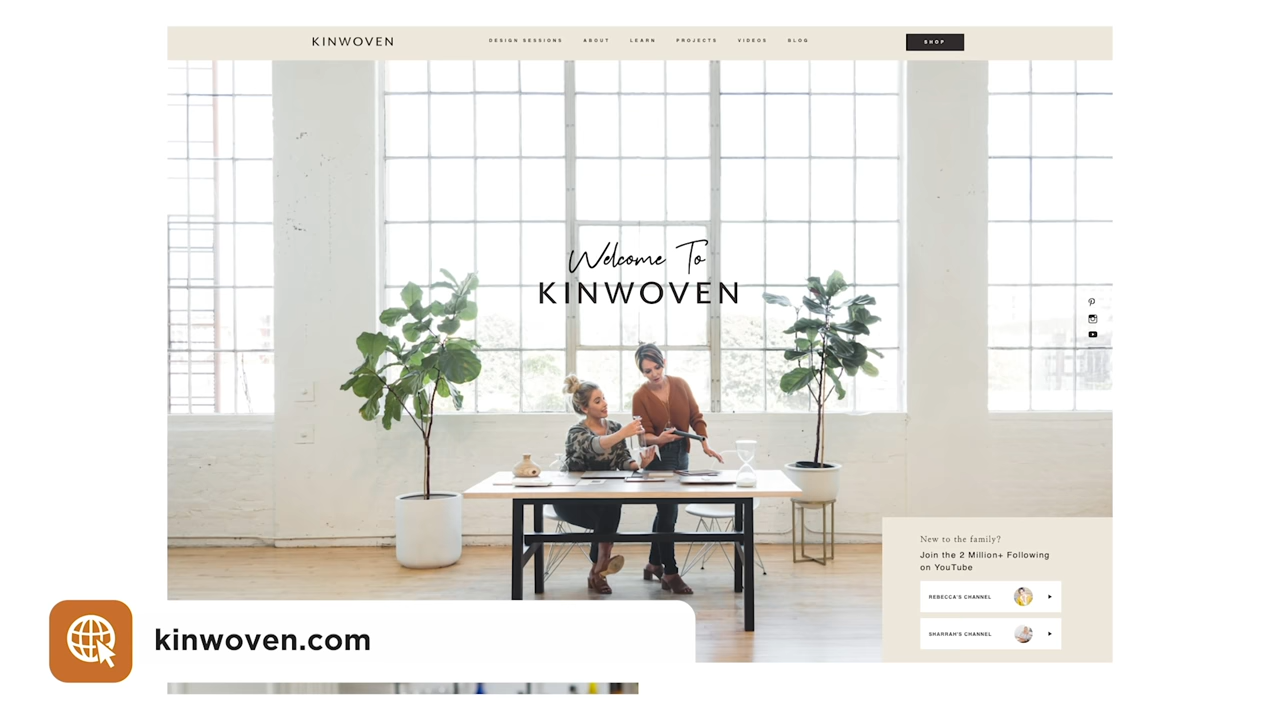 KINWOVEN
DESIGN SESSIONS ABOUT LEARN PROJECTS VIDEOS BLOG
SHOP
Welcome To
KINWOVEN
New to the family?
Join the 2 Million+ Following
on YouTube
REBECCA'S CHANNEL
SHARRAH'S CHANNEL
kinwoven.com